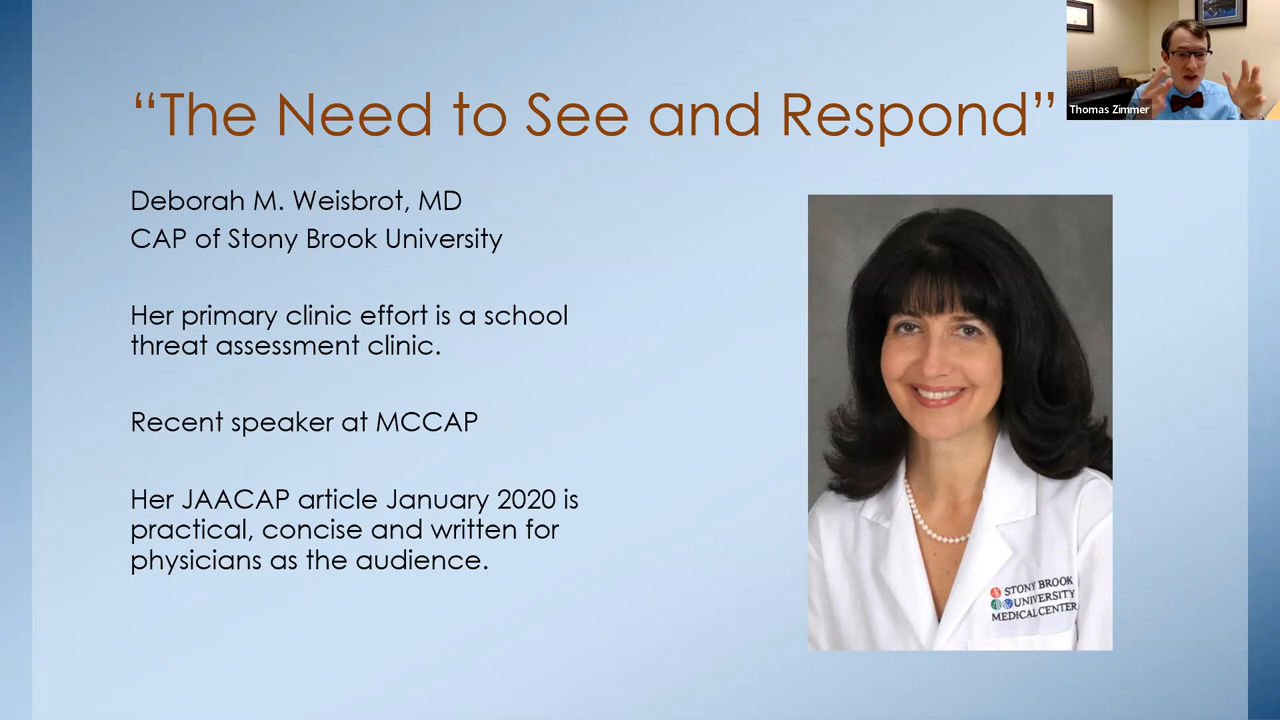 “The Need to See and Respond”
Thomas Zimmer
Deborah M. Weisbrot, MD
CAP of Stony Brook University
Her primary clinic effort is a school
threat assessment clinic.
Recent speaker at MCCAP
Her JAACAP article January 2020 is
practical, concise and written for
physicians as the audience.
STONY BROOK
UNIVERSITY
MEDICAL CENTER